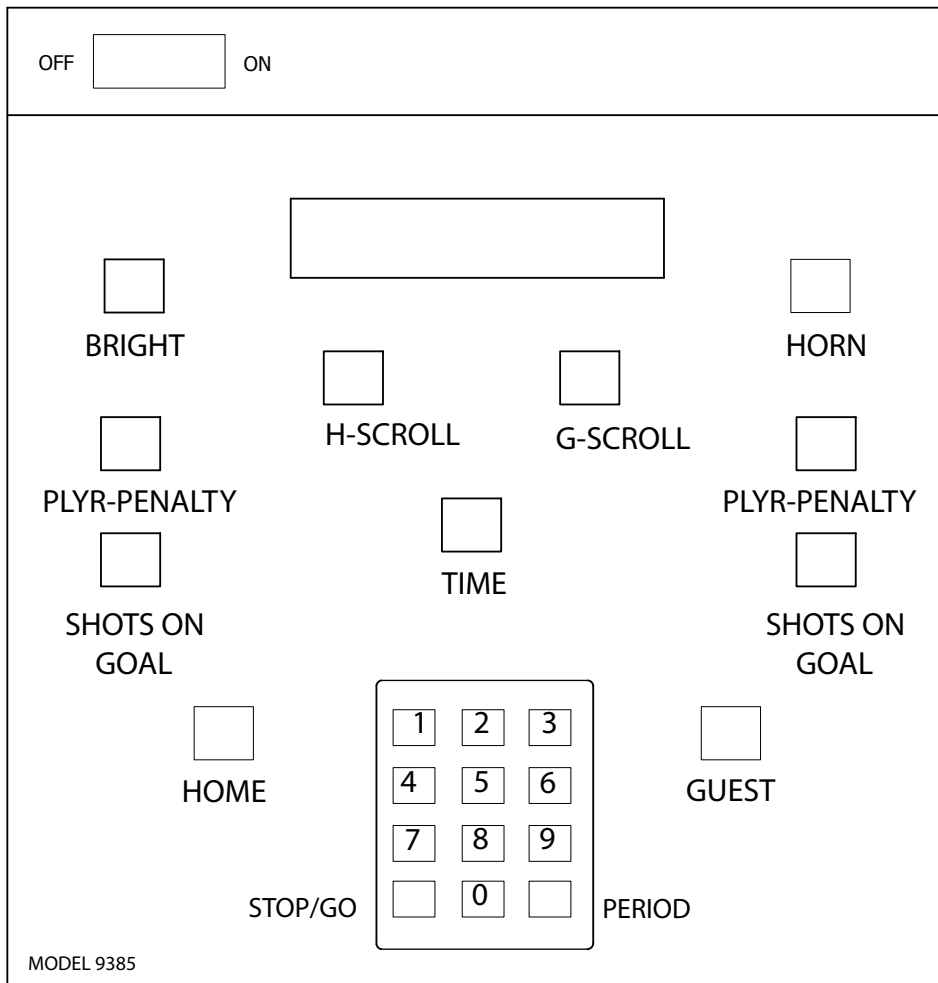 OFF ON
BRIGHT HORN
H-SCROLL G-SCROLL
PLYR-PENALTY PLYR-PENALTY
TIME
SHOTS ON SHOTS ON
GOAL GOAL
1 2 3
HOME 4 5 6 GUEST
7 8 9
STOP/GO 0 PERIOD
MODEL 9385